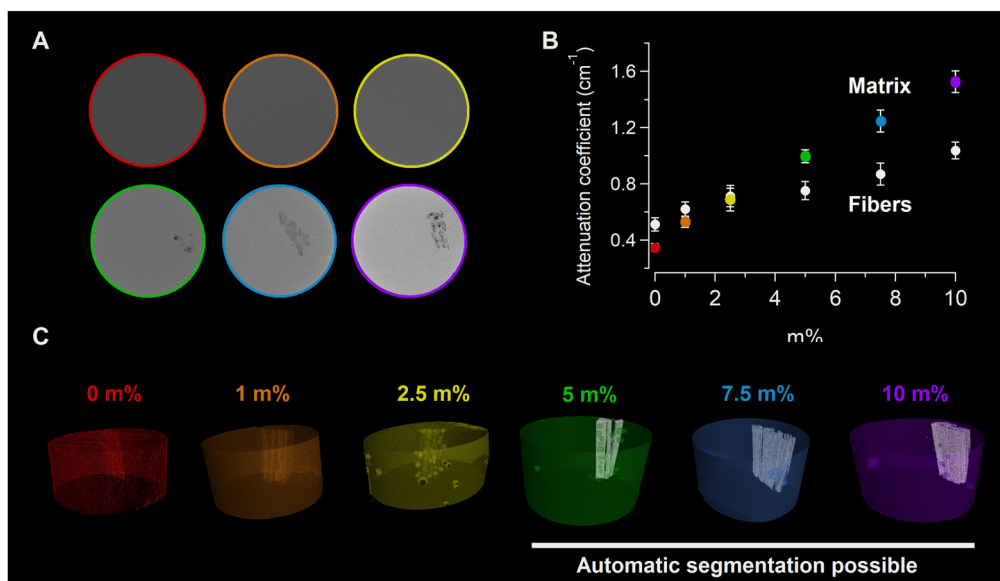 A
B
Attenuation coefficient (cm⁻¹)
1.6
1.2
0.8
0.4
Matrix
Fibers
0 2 4 6 8 10
m%
C
0 m% 1 m% 2.5 m% 5 m% 7.5 m% 10 m%
Automatic segmentation possible